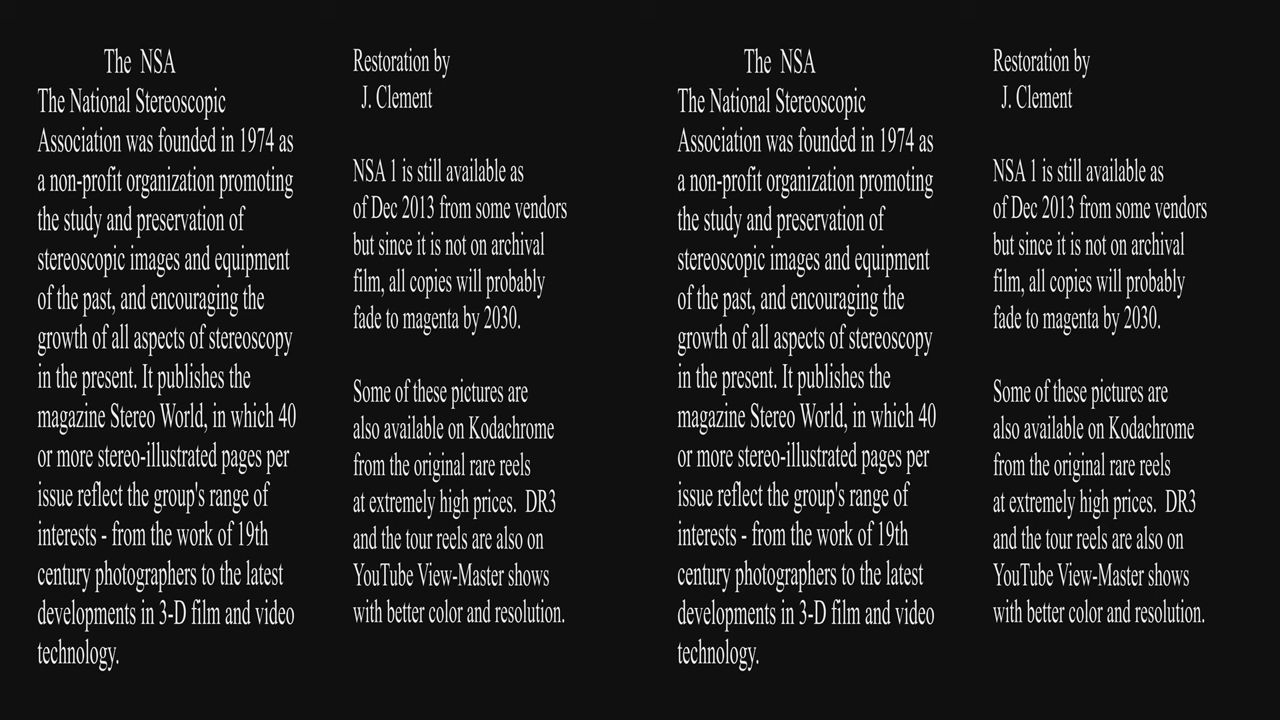 The NSA
The National Stereoscopic
Association was founded in 1974 as
a non-profit organization promoting
the study and preservation of
stereoscopic images and equipment
of the past, and encouraging the
growth of all aspects of stereoscopy
in the present. It publishes the
magazine Stereo World, in which 40
or more stereo-illustrated pages per
issue reflect the group's range of
interests - from the work of 19th
century photographers to the latest
developments in 3-D film and video
technology.
Restoration by
J. Clement
NSA 1 is still available as
of Dec 2013 from some vendors
but since it is not on archival
film, all copies will probably
fade to magenta by 2030.
Some of these pictures are
also available on Kodachrome
from the original rare reels
at extremely high prices. DR3
and the tour reels are also on
YouTube View-Master shows
with better color and resolution.
The NSA
The National Stereoscopic
Association was founded in 1974 as
a non-profit organization promoting
the study and preservation of
stereoscopic images and equipment
of the past, and encouraging the
growth of all aspects of stereoscopy
in the present. It publishes the
magazine Stereo World, in which 40
or more stereo-illustrated pages per
issue reflect the group's range of
interests - from the work of 19th
century photographers to the latest
developments in 3-D film and video
technology.
Restoration by
J. Clement
NSA 1 is still available as
of Dec 2013 from some vendors
but since it is not on archival
film, all copies will probably
fade to magenta by 2030.
Some of these pictures are
also available on Kodachrome
from the original rare reels
at extremely high prices. DR3
and the tour reels are also on
YouTube View-Master shows
with better color and resolution.